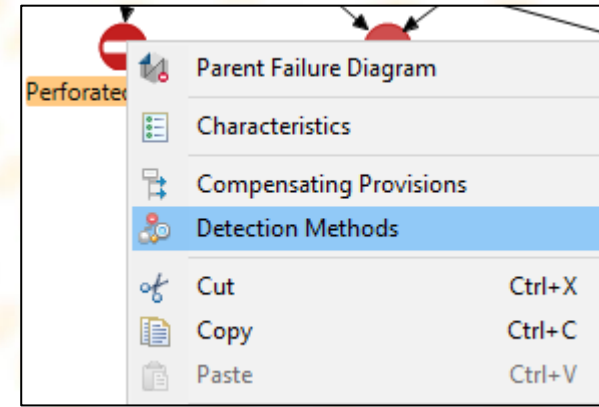 Perforated
Parent Failure Diagram
Characteristics
Compensating Provisions
Detection Methods
Cut Ctrl+X
Copy Ctrl+C
Paste Ctrl+V